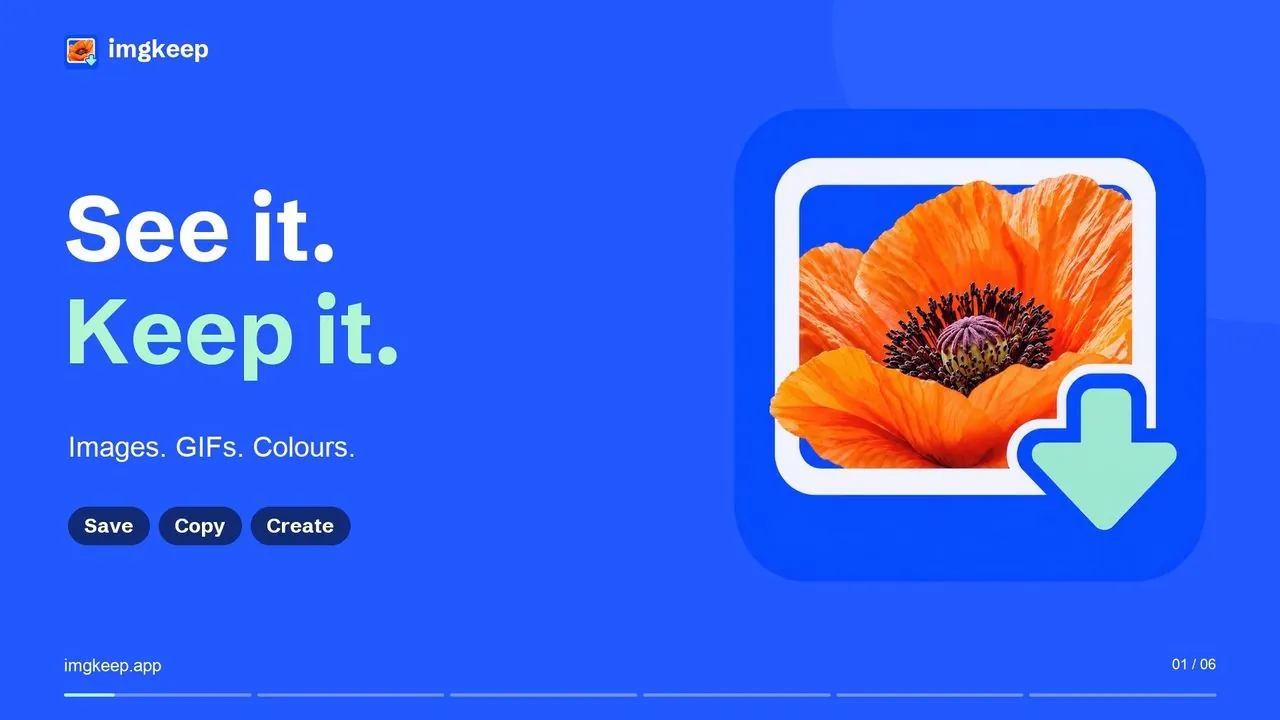 imgkeep
See it.
Keep it.
Images. GIFs. Colours.
Save Copy Create
imgkeep.app
01 / 06